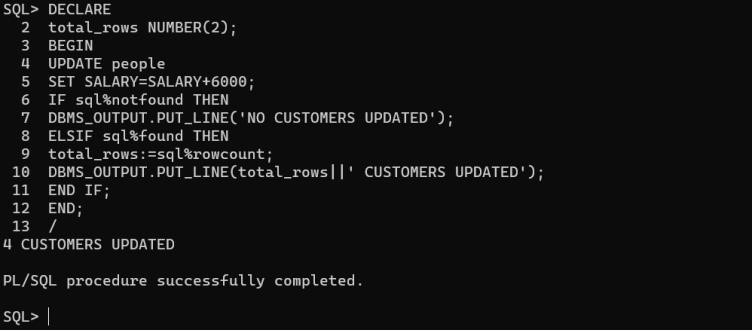 SQL> DECLARE
  2  total_rows NUMBER(2);
  3  BEGIN
  4  UPDATE people
  5  SET SALARY=SALARY+6000;
  6  IF sql%notfound THEN
  7  DBMS_OUTPUT.PUT_LINE('NO CUSTOMERS UPDATED');
  8  ELSIF sql%found THEN
  9  total_rows:=sql%rowcount;
 10  DBMS_OUTPUT.PUT_LINE(total_rows||' CUSTOMERS UPDATED');
 11  END IF;
 12  END;
 13  /
4 CUSTOMERS UPDATED

PL/SQL procedure successfully completed.

SQL>